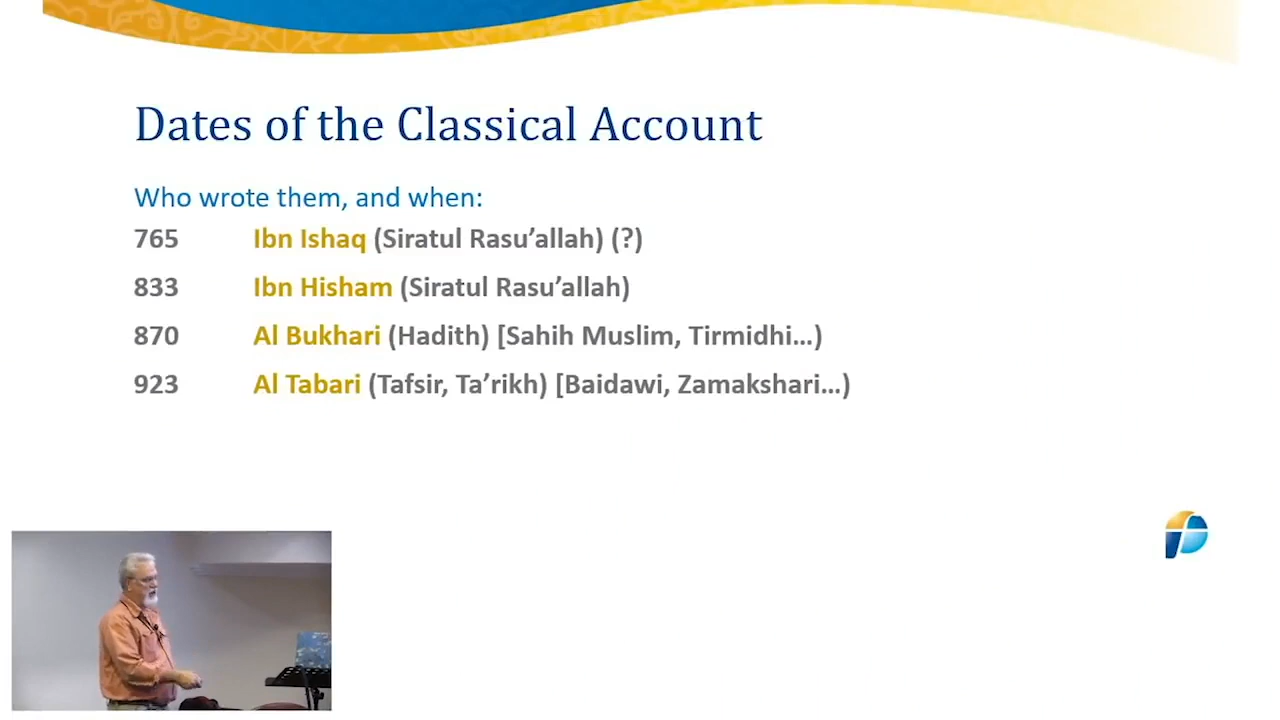 Dates of the Classical Account
Who wrote them, and when:
765 Ibn Ishaq (Siratul Rasu’allah) (?)
833 Ibn Hisham (Siratul Rasu’allah)
870 Al Bukhari (Hadith) [Sahih Muslim, Tirmidhi…)
923 Al Tabari (Tafsir, Ta’rikh) [Baidawi, Zamakshari…)